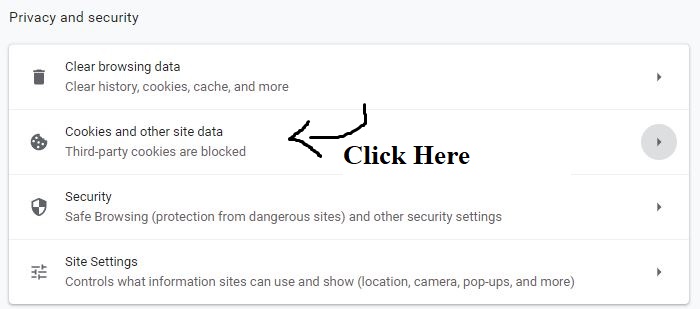 Privacy and security
Clear browsing data
Clear history, cookies, cache, and more
Cookies and other site data
Third-party cookies are blocked
Click Here
Security
Safe Browsing (protection from dangerous sites) and other security settings
Site Settings
Controls what information sites can use and show (location, camera, pop-ups, and more)